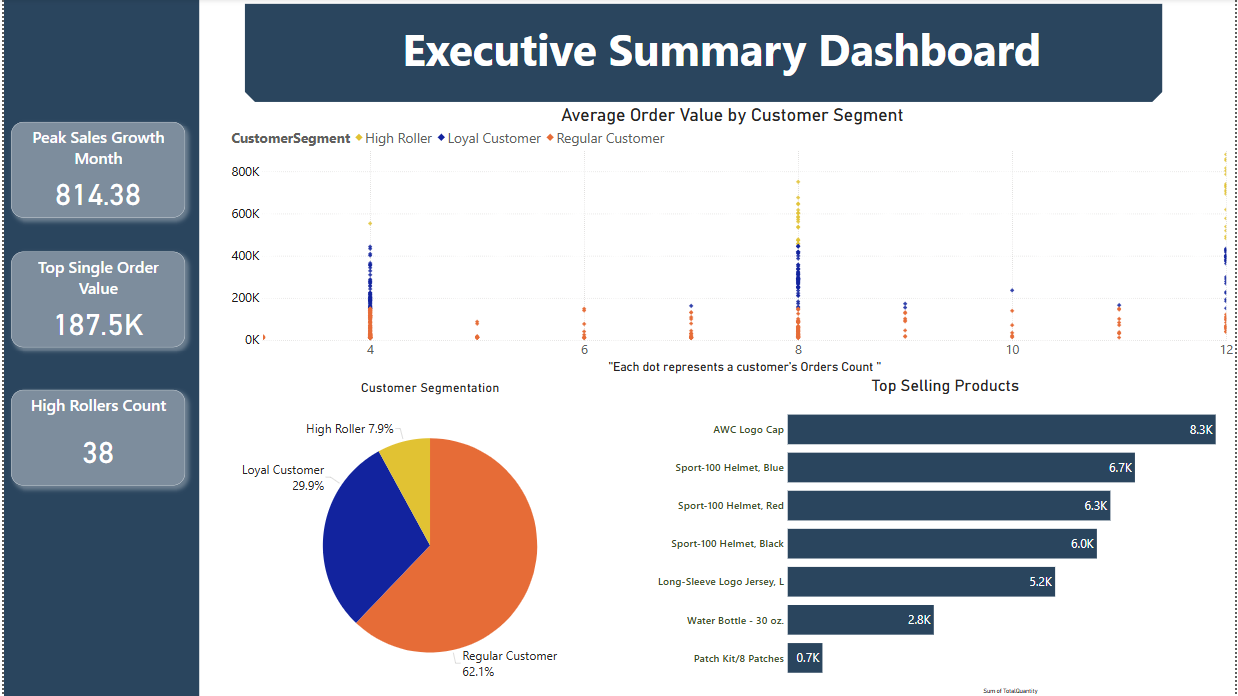 Executive Summary Dashboard
Peak Sales Growth
Month
814.38
Top Single Order
Value
187.5K
High Rollers Count
38
Average Order Value by Customer Segment
CustomerSegment High Roller Loyal Customer Regular Customer
800K
600K
400K
200K
0K
4 6 8 10 12
"Each dot represents a customer's Orders Count "
Customer Segmentation
High Roller 7.9%
Loyal Customer
29.9%
Regular Customer
62.1%
Top Selling Products
AWC Logo Cap 8.3K
Sport-100 Helmet, Blue 6.7K
Sport-100 Helmet, Red 6.3K
Sport-100 Helmet, Black 6.0K
Long-Sleeve Logo Jersey, L 5.2K
Water Bottle - 30 oz. 2.8K
Patch Kit/8 Patches 0.7K
Sum of TotalQuantity